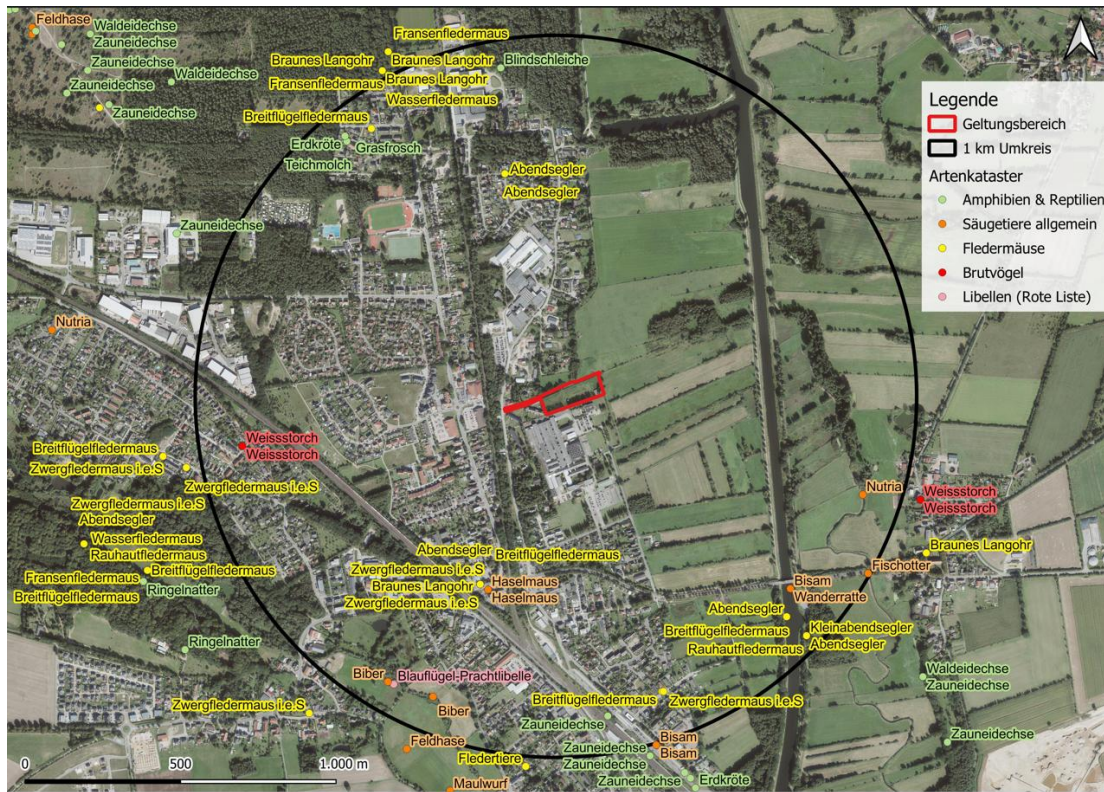 Feldhase
Waldeidechse
Zauneidechse
Zauneidechse
Waldeidechse
Zauneidechse
Zauneidechse
Fransenfledermaus
Braunes Langohr
Braunes Langohr
Blindschleiche
Fransenfledermaus
Braunes Langohr
Wasserfledermaus
Breitflügelfledermaus
Erdkröte
Grasfrosch
Teichmolch
Abendsegler
Abendsegler
Zauneidechse
Legende
Geltungsbereich
1 km Umkreis
Artenkataster
Amphibien & Reptilien
Säugetiere allgemein
Fledermäuse
Brutvögel
Libellen (Rote Liste)
Nutria
Weissstorch
Weissstorch
Breitflügelfledermaus
Zwergfledermaus i.e.S
Zwergfledermaus i.e.S
Zwergfledermaus i.e.S
Abendsegler
Wasserfledermaus
Rauhautfledermaus
Breitflügelfledermaus
Fransenfledermaus
Breitflügelfledermaus
Ringelnatter
Ringelnatter
Nutria
Weissstorch
Weissstorch
Braunes Langohr
Fischotter
Abendsegler
Breitflügelfledermaus
Zwergfledermaus i.e.S
Braunes Langohr
Zwergfledermaus i.e.S
Haselmaus
Haselmaus
Bisam
Wanderratte
Abendsegler
Breitflügelfledermaus
Rauhautfledermaus
Kleinabendsegler
Abendsegler
Waldeidechse
Zauneidechse
Zauneidechse
Biber
Blauflügel-Prachtlibelle
Biber
Zwergfledermaus i.e.S
Breitflügelfledermaus
Zwergfledermaus i.e.S
Zauneidechse
Feldhase
Fledertiere
Maulwurf
Bisam
Bisam
Zauneidechse
Zauneidechse
Erdkröte
0 500 1.000 m